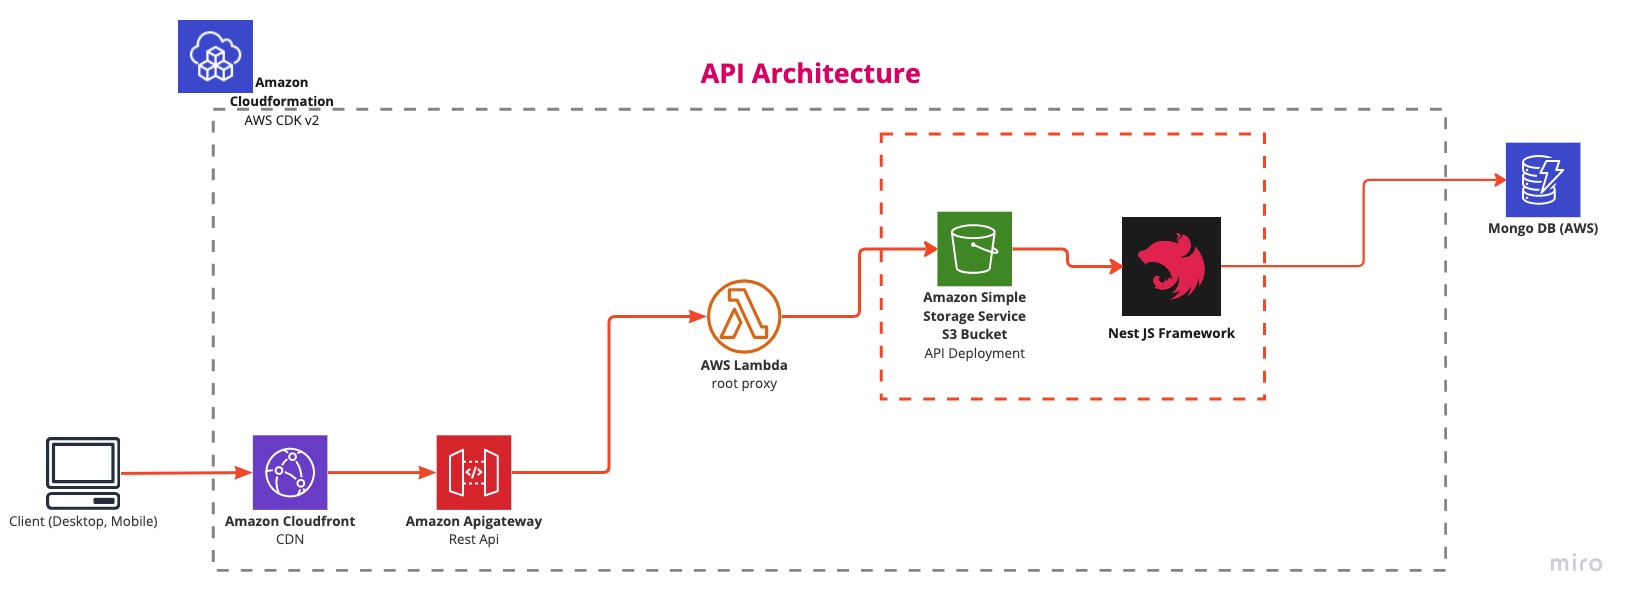 API Architecture
Amazon
Cloudformation
AWS CDK v2
Mongo DB (AWS)
Amazon Simple
Storage Service
S3 Bucket
API Deployment
Nest JS Framework
AWS Lambda
root proxy
Client (Desktop, Mobile)
Amazon Cloudfront
CDN
Amazon Apigateway
Rest Api
</>
miro